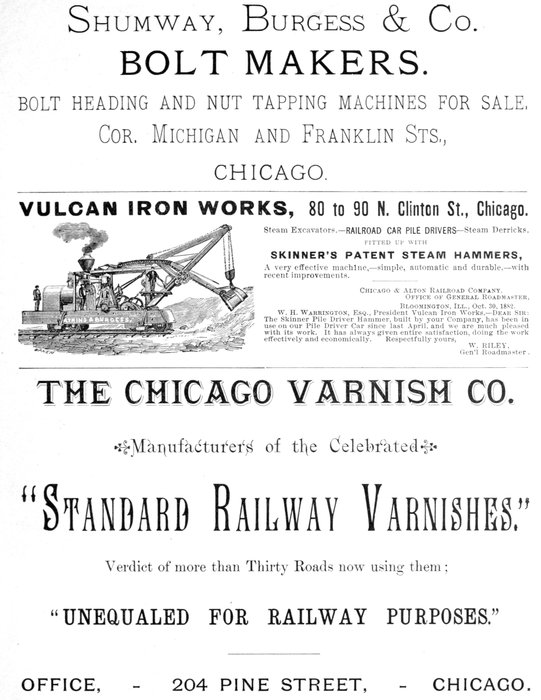 SHUMWAY, BURGESS & CO.
BOLT MAKERS.
BOLT HEADING AND NUT TAPPING MACHINES FOR SALE,
COR. MICHIGAN AND FRANKLIN STS.,
CHICAGO.
VULCAN IRON WORKS, 80 to 90 N. Clinton St., Chicago.
Steam Excavators.—RAILROAD CAR PILE DRIVERS—Steam Derricks,
FITTED UP WITH
SKINNER'S PATENT STEAM HAMMERS,
A very effective machine,—simple, automatic and durable.—with
recent improvements.
CHICAGO & ALTON RAILROAD COMPANY.
OFFICE OF GENERAL ROADMASTER,
BLOOMINGTON, ILL., Oct. 30, 1882.
W. H. WARRINGTON, ESQ., President Vulcan Iron Works.—DEAR SIR:
The Skinner Pile Driver Hammer, built by your Company, has been in
use on our Pile Driver Car since last April, and we are much pleased
with its work. It has always given entire satisfaction, doing the work
effectively and economically. Respectfully yours,
W. RILEY,
Gen'l Roadmaster.
THE CHICAGO VARNISH CO.
Manufacturers of the Celebrated
"STANDARD RAILWAY VARNISHES."
Verdict of more than Thirty Roads now using them:
"UNEQUALED FOR RAILWAY PURPOSES."
OFFICE, - 204 PINE STREET, - CHICAGO.